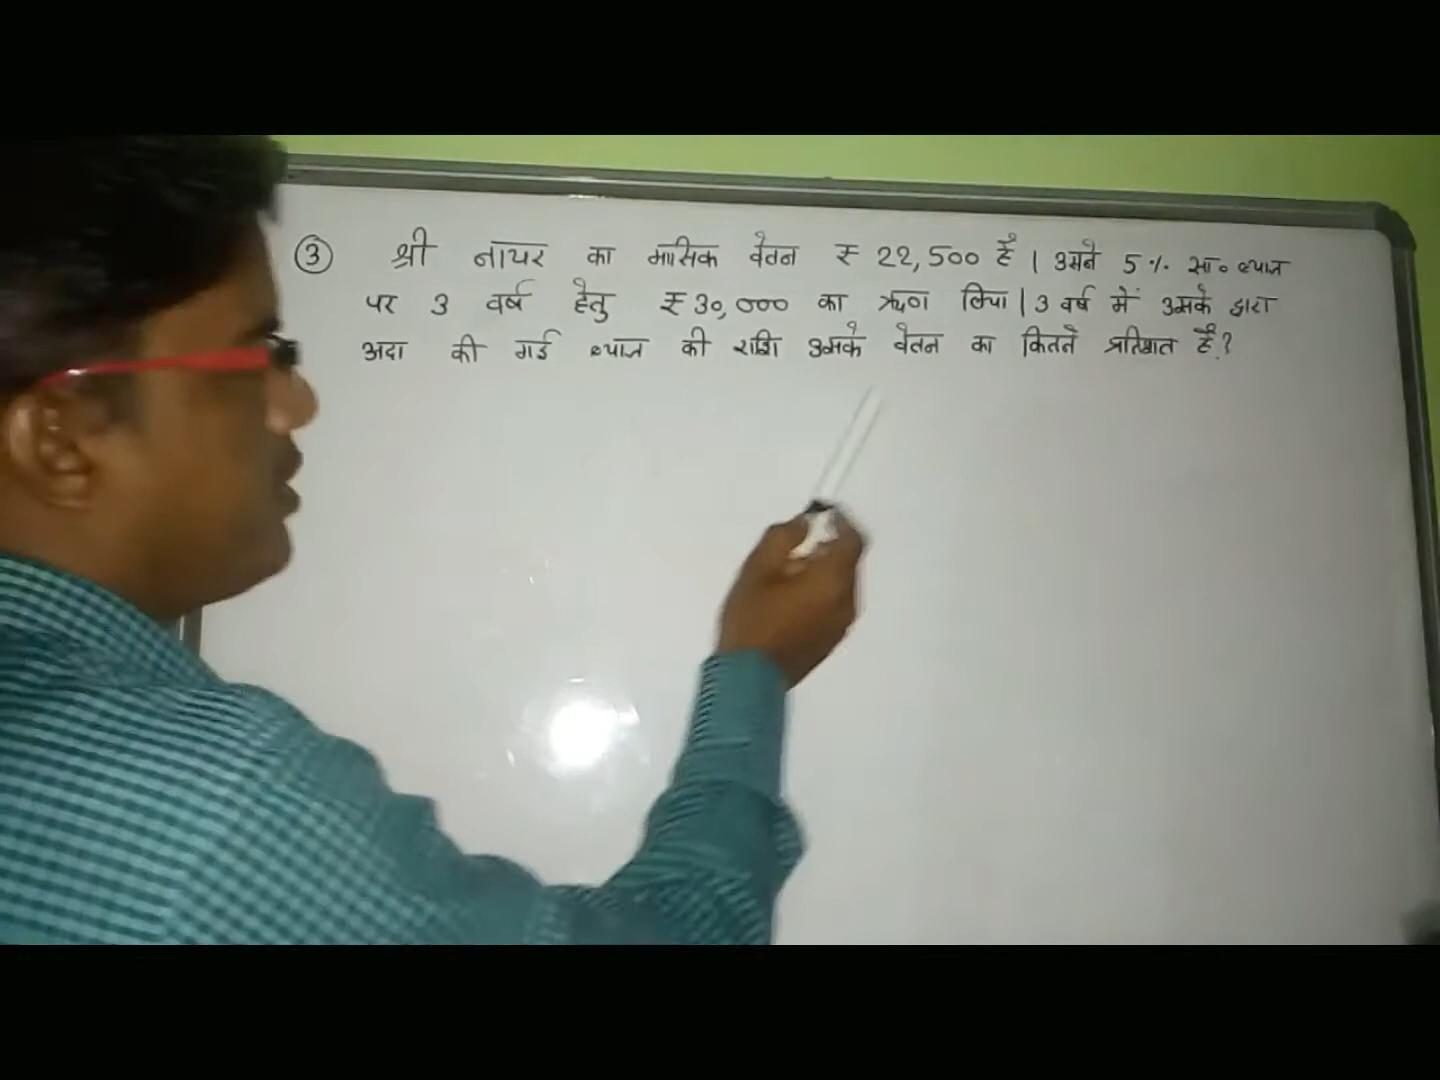 ③ श्री नायर का मासिक वेतन ₹ 22,500 है। उसने 5% सा० ब्याज
पर 3 वर्ष हेतु ₹ 30,000 का ऋण लिया। 3 वर्ष में उसके द्वारा
अदा की गई ब्याज की राशि उसके वेतन का कितने प्रतिशत है?